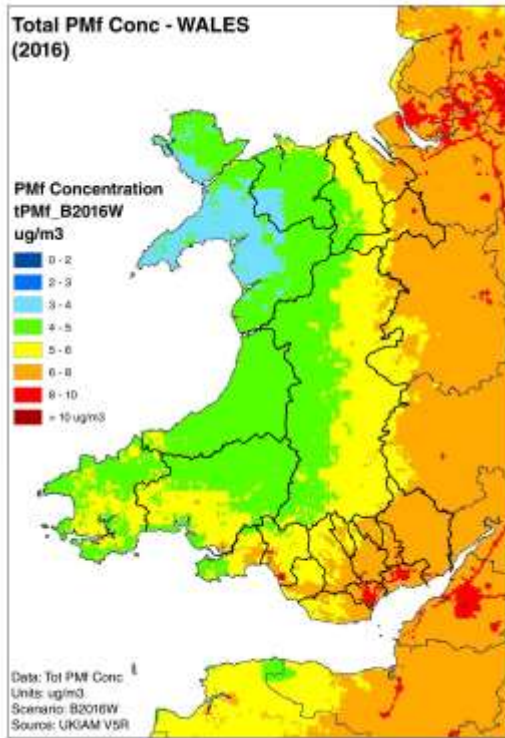 Total PMf Conc - WALES
(2016)
PMf Concentration
tPMf_B2016W
ug/m3
0 - 2
2 - 3
3 - 4
4 - 5
5 - 6
6 - 8
8 - 10
> 10 ug/m3
Data: Tot PMf Conc
Units: ug/m3
Scenario: B2016W
Source: UKIAM V5R